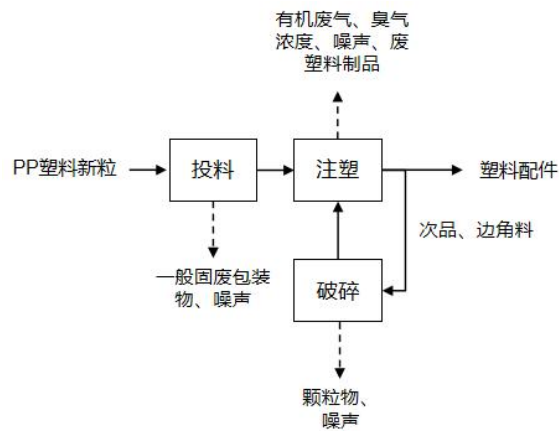 有机废气、臭气
浓度、噪声、废
塑料制品
PP塑料新粒
投料
注塑
塑料配件
次品、边角料
一般固废包装
物、噪声
破碎
颗粒物、
噪声